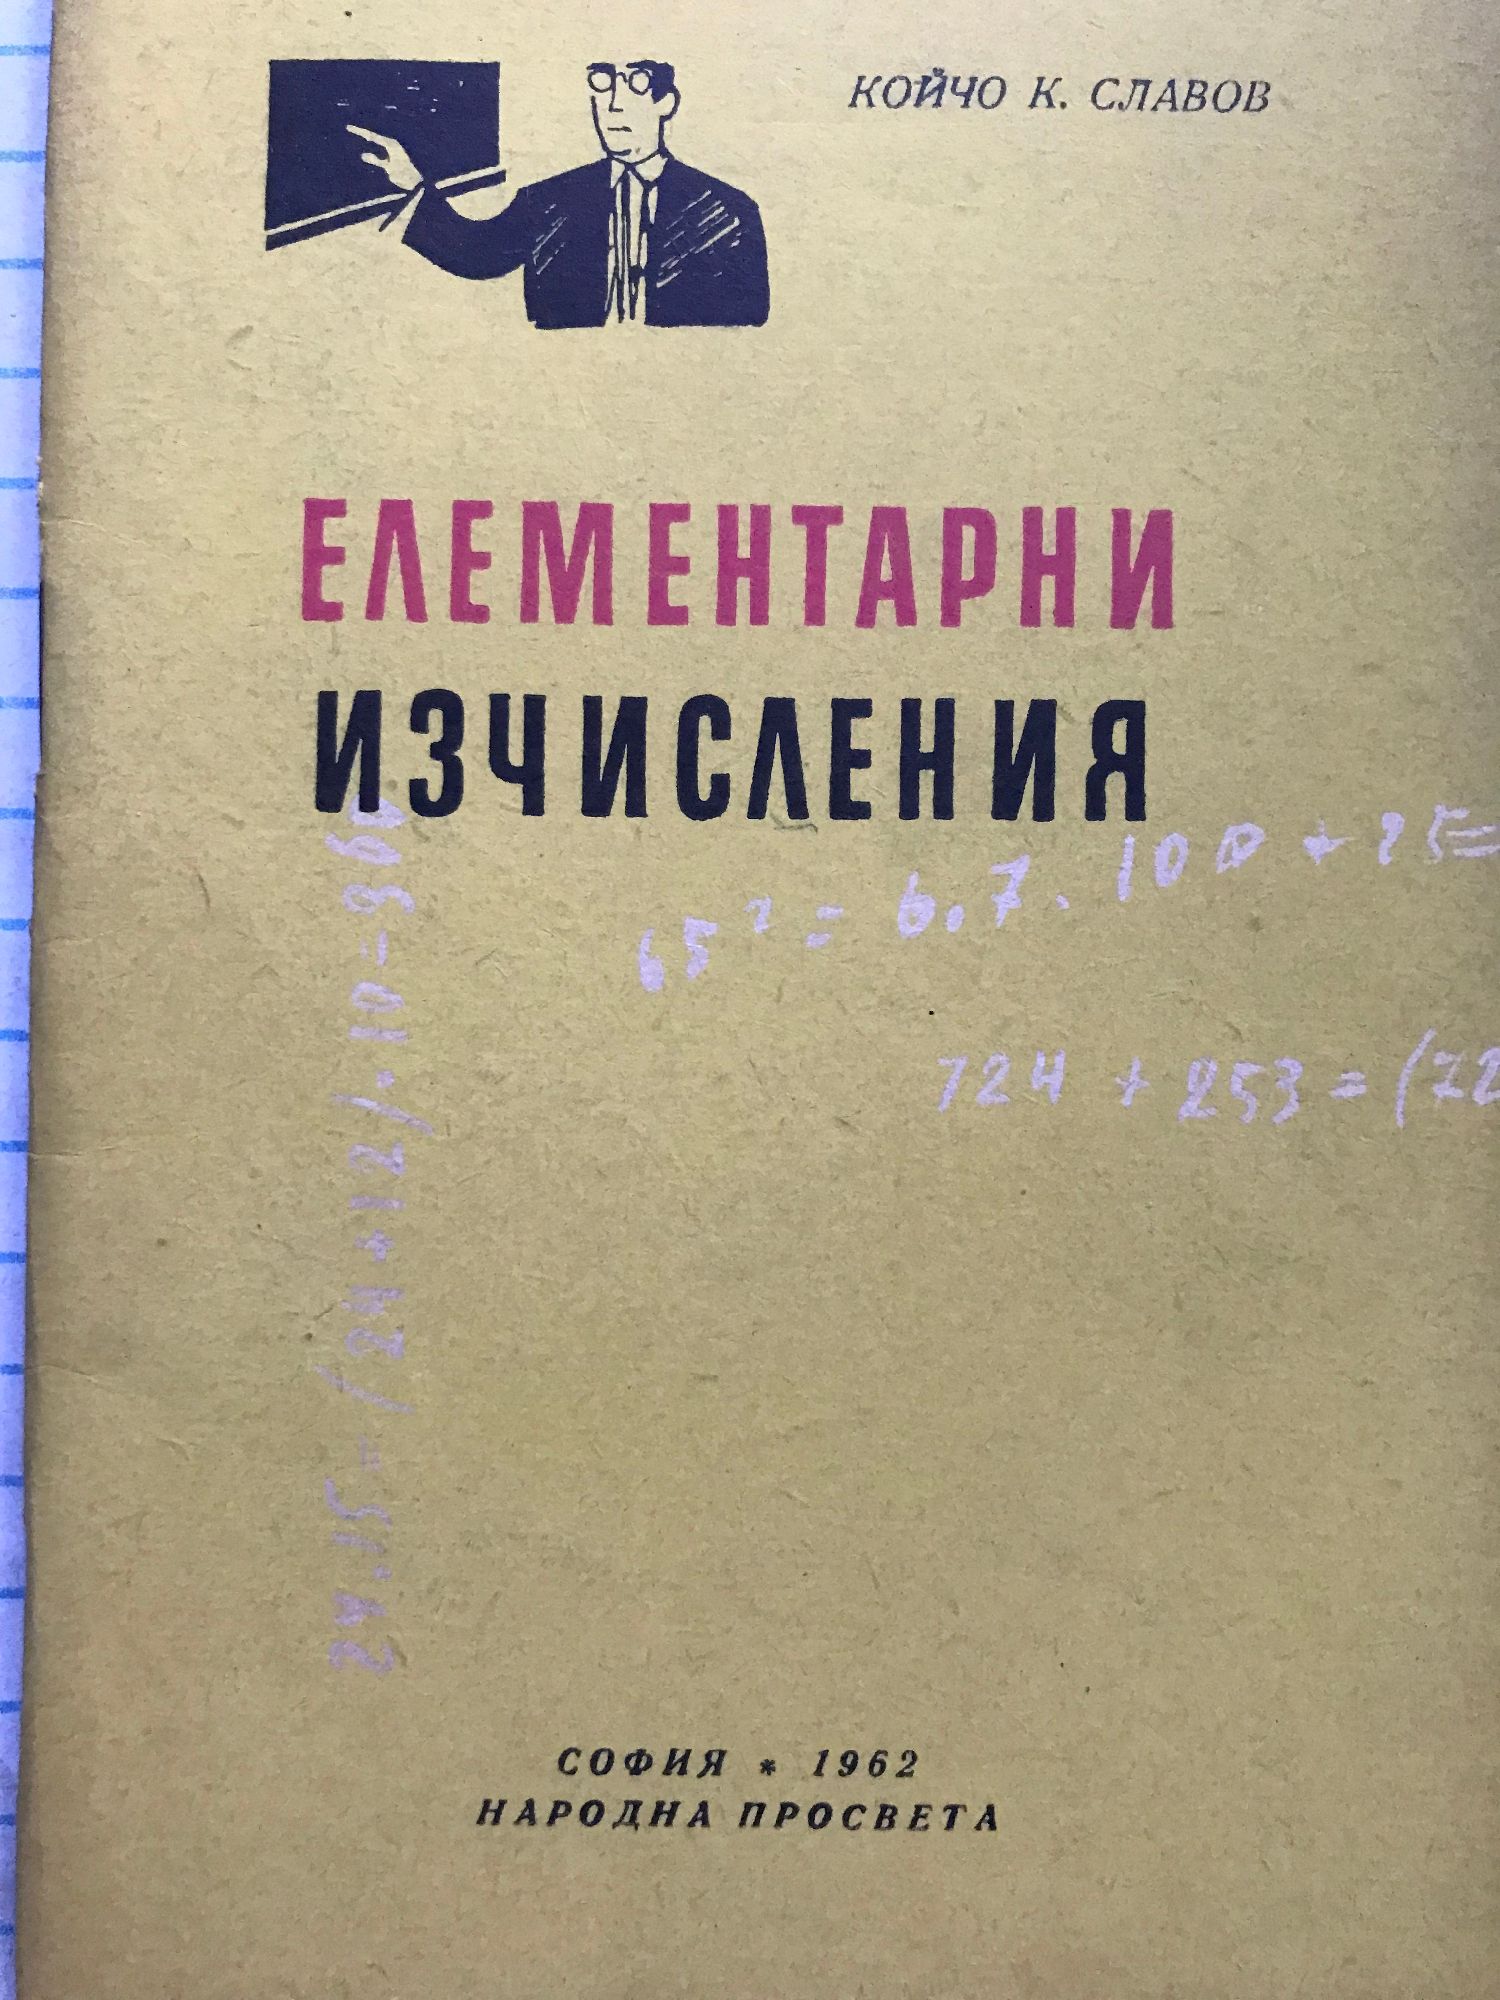 КОЙЧО К. СЛАВОВ
ЕЛЕМЕНТАРНИ
ИЗЧИСЛЕНИЯ
65² = 6.7.100 + 25 =
724 + 253 = (72
24.15 = (24+12).10 = 360
СОФИЯ * 1962
НАРОДНА ПРОСВЕТА